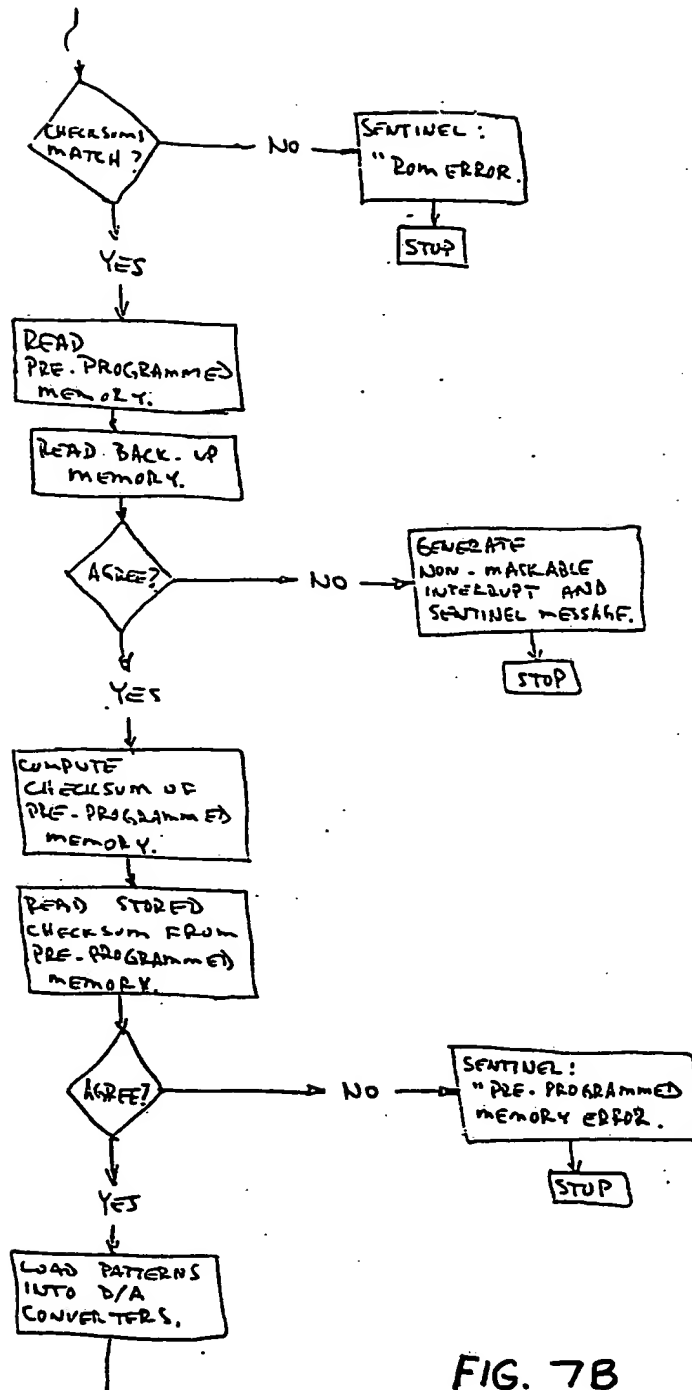 CHECKSUMS
MATCH?
NO
SENTINEL:
"ROM ERROR.
STOP
YES
READ
PRE-PROGRAMMED
MEMORY.
READ BACK-UP
MEMORY.
AGREE?
NO
GENERATE
NON-MASKABLE
INTERRUPT AND
SENTINEL MESSAGE.
STOP
YES
COMPUTE
CHECKSUM OF
PRE-PROGRAMMED
MEMORY.
READ STORED
CHECKSUM FROM
PRE-PROGRAMMED
MEMORY.
AGREE?
NO
SENTINEL:
"PRE-PROGRAMMED
MEMORY ERROR.
STOP
YES
LOAD PATTERNS
INTO D/A
CONVERTERS.
FIG. 7B